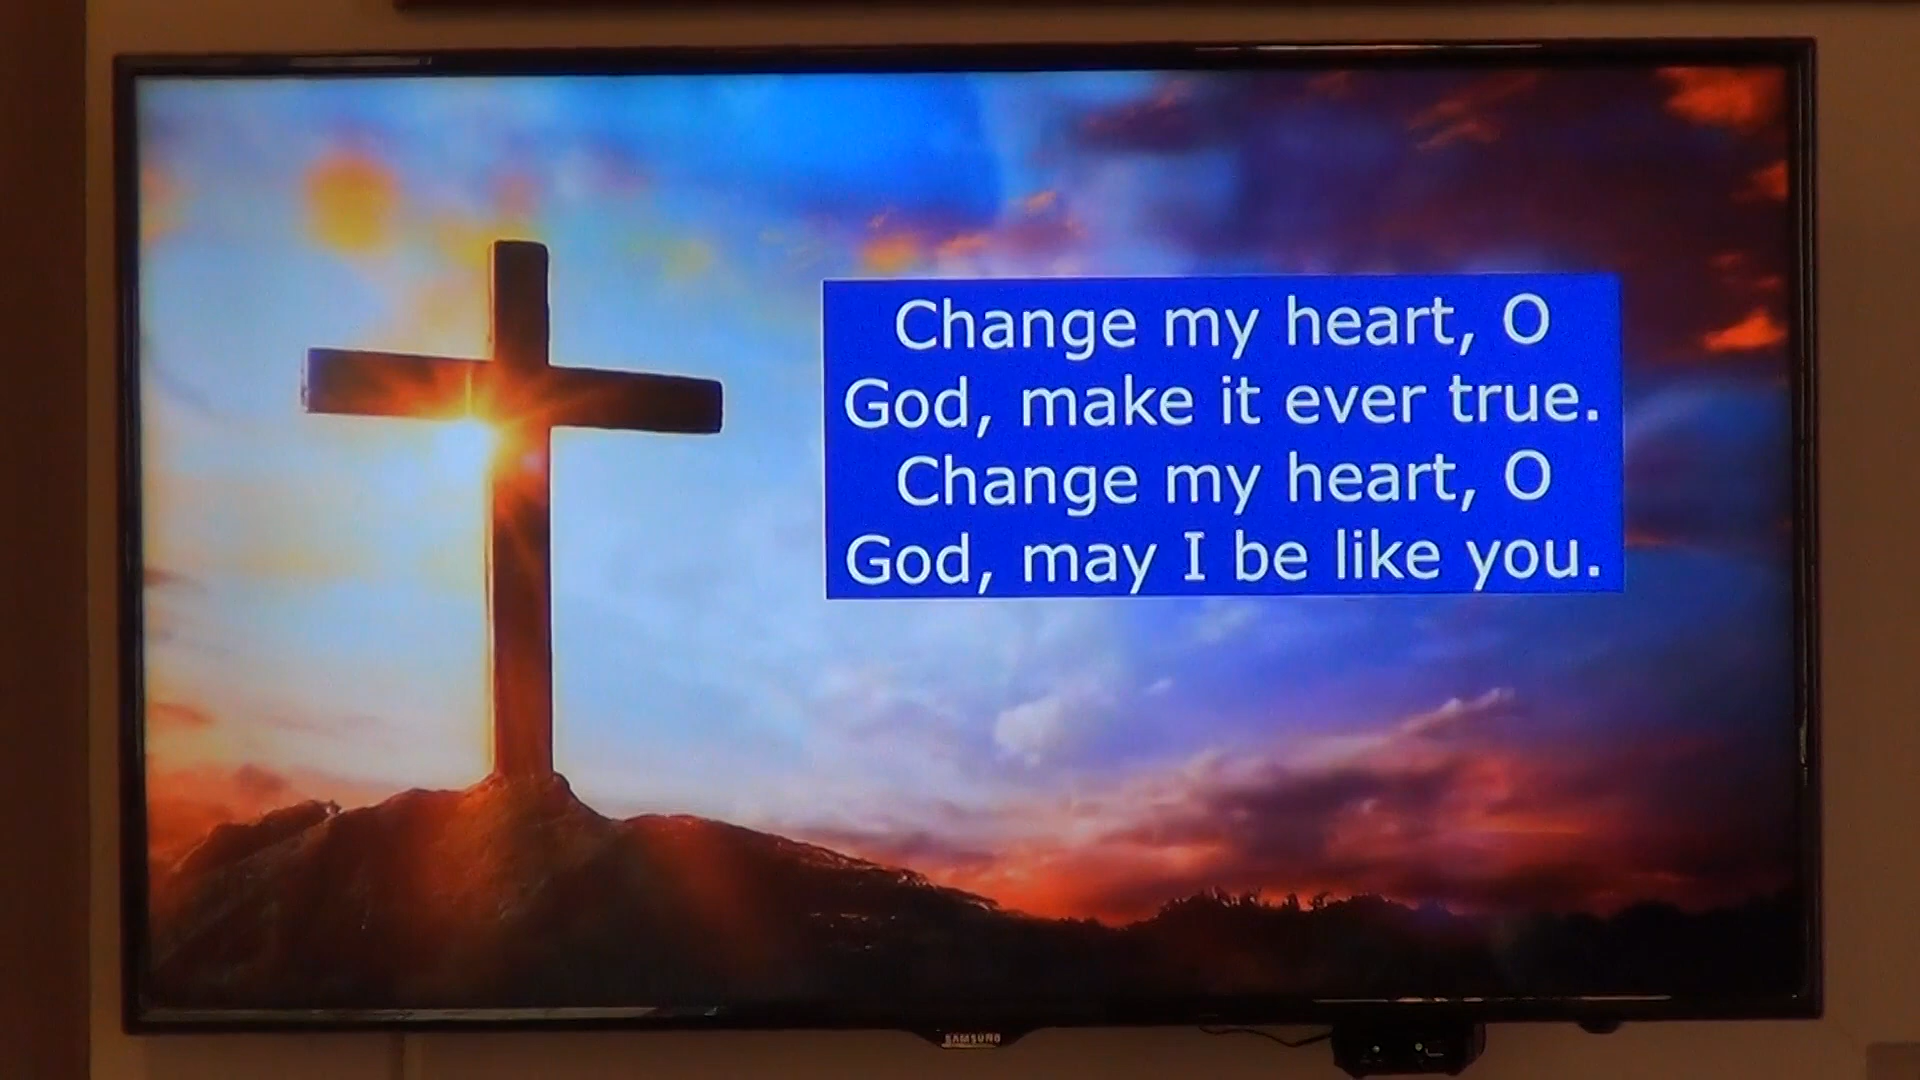 Change my heart, O
God, make it ever true.
Change my heart, O
God, may I be like you.
SAMSUNG